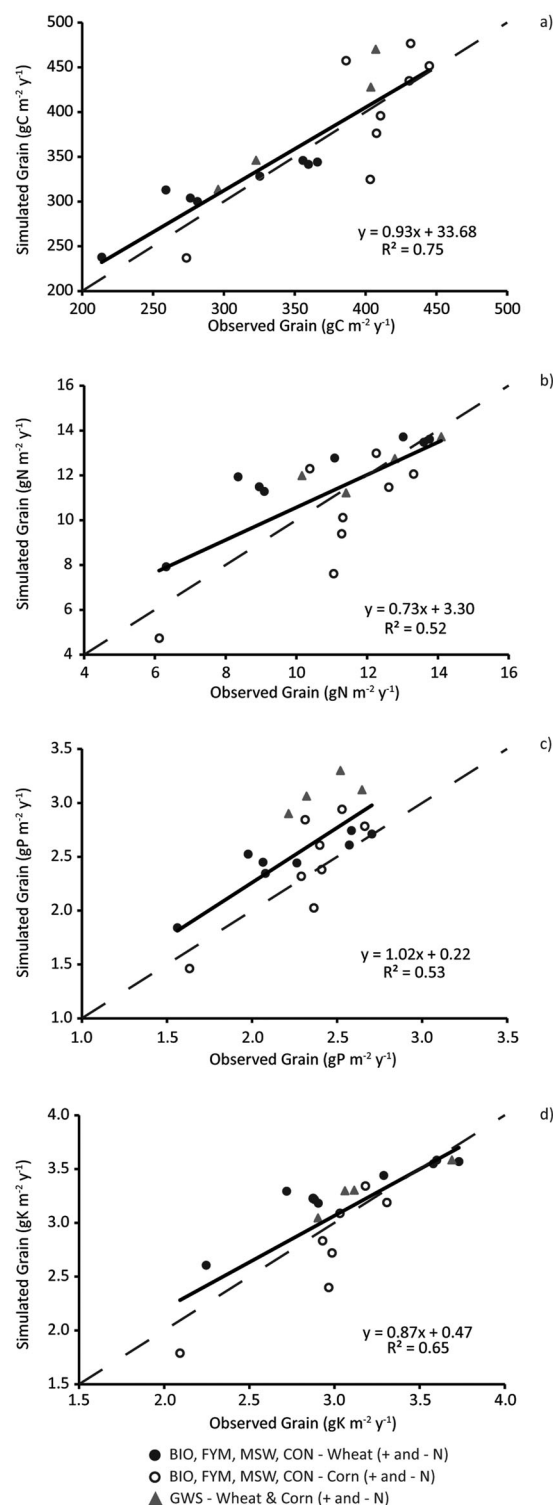 a)
Simulated Grain (gC m⁻² y⁻¹)
500
450
400
350
300
250
200
y = 0.93x + 33.68
R² = 0.75
200 250 300 350 400 450 500
Observed Grain (gC m⁻² y⁻¹)
b)
Simulated Grain (gN m⁻² y⁻¹)
16
14
12
10
8
6
4
y = 0.73x + 3.30
R² = 0.52
4 6 8 10 12 14 16
Observed Grain (gN m⁻² y⁻¹)
c)
Simulated Grain (gP m⁻² y⁻¹)
3.5
3.0
2.5
2.0
1.5
1.0
y = 1.02x + 0.22
R² = 0.53
1.0 1.5 2.0 2.5 3.0 3.5
Observed Grain (gP m⁻² y⁻¹)
d)
Simulated Grain (gK m⁻² y⁻¹)
4.0
3.5
3.0
2.5
2.0
1.5
y = 0.87x + 0.47
R² = 0.65
1.5 2.0 2.5 3.0 3.5 4.0
Observed Grain (gK m⁻² y⁻¹)
BIO, FYM, MSW, CON - Wheat (+ and - N)
BIO, FYM, MSW, CON - Corn (+ and - N)
GWS - Wheat & Corn (+ and - N)